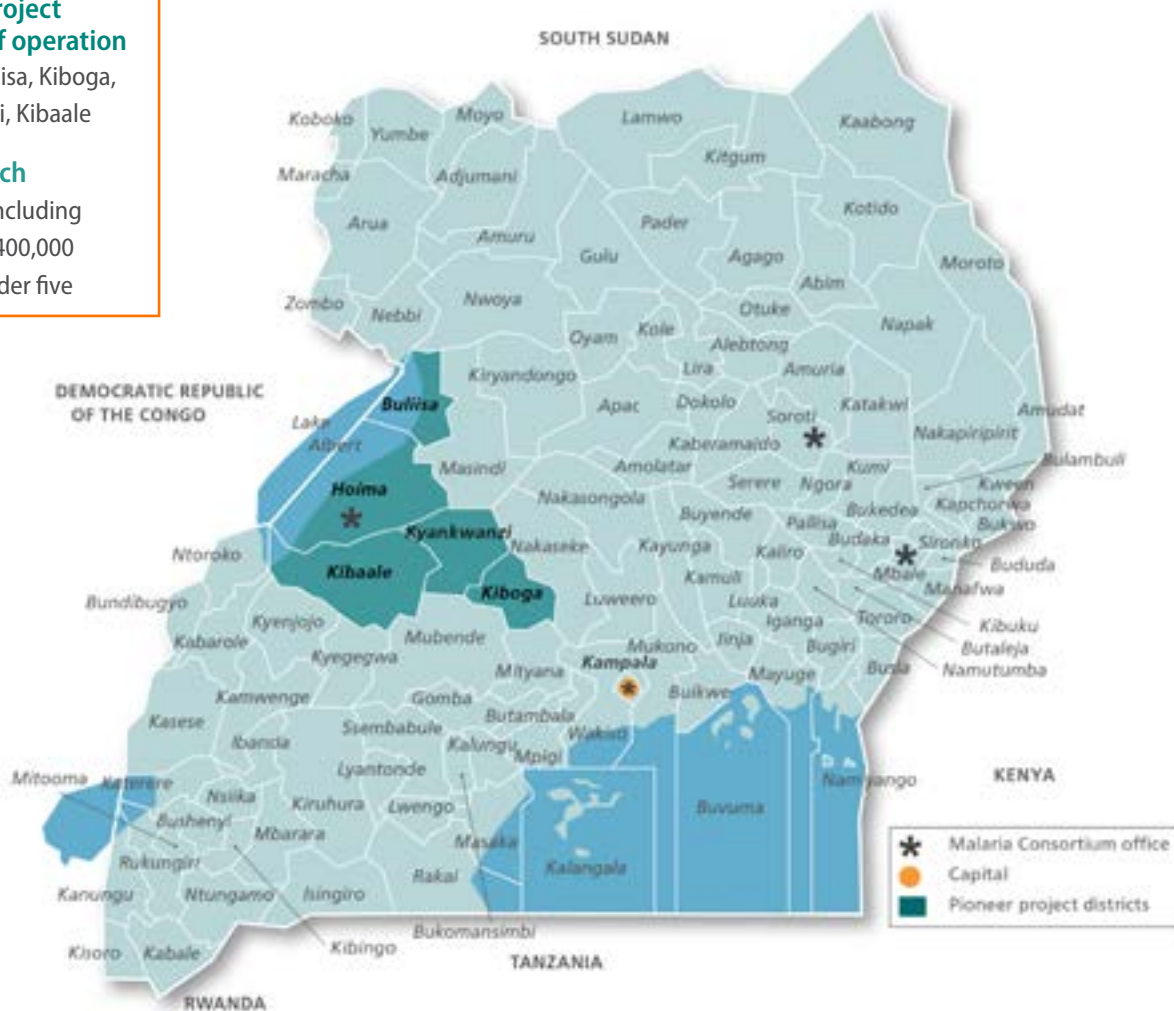 roject
f operation
isa, Kiboga,
i, Kibaale
ch
ncluding
400,000
der five
SOUTH SUDAN
Koboko
Yumbe
Moyo
Lamwo
Kaabong
Kitgum
Maracha
Adjumani
Arua
Amuru
Gulu
Pader
Kotido
Agago
Moroto
Abim
Zombo
Nebbi
Nwoya
Otuke
Napak
Oyam
Kole
Alebtong
Lira
Amuria
Kiryandongo
DEMOCRATIC REPUBLIC
OF THE CONGO
Buliisa
Lake
Albert
Apac
Dokolo
Soroti
Katakwi
Amudat
Kaberamaido
Nakapiripirit
Masindi
Amolatar
Kumi
Bulambuli
Hoima
Nakasongola
Serere
Ngora
Kween
Kapchorwa
Buyende
Bukedea
Pallisa
Bukwo
Kyankwanzi
Nakaseke
Kayunga
Kaliro
Budaka
Sironko
Ntoroko
Kibaale
Kamuli
Mbale
Bududa
Manafwa
Kiboga
Luweero
Luuka
Bundibugyo
Kyenjojo
Iganga
Tororo
Kibuku
Kabarole
Mubende
Mukono
Jinja
Bugiri
Butaleja
Kyegegwa
Kampala
Mityana
Mayuge
Busia
Namutumba
Kamwenge
Gomba
Buikwe
Kasese
Ssembabule
Butambala
Wakiso
Ibanda
Kalungu
Mpigi
Lyantonde
Mitooma
Katerere
Nsiika
Kiruhura
Lwengo
Buvuma
Namyango
KENYA
Bushenyi
Mbarara
Masaka
Rukungiri
Kalangala
Kanungu
Ntungamo
Isingiro
Rakai
Bukomansimbi
Kisoro
Kabale
Kibingo
TANZANIA
RWANDA
Malaria Consortium office
Capital
Pioneer project districts